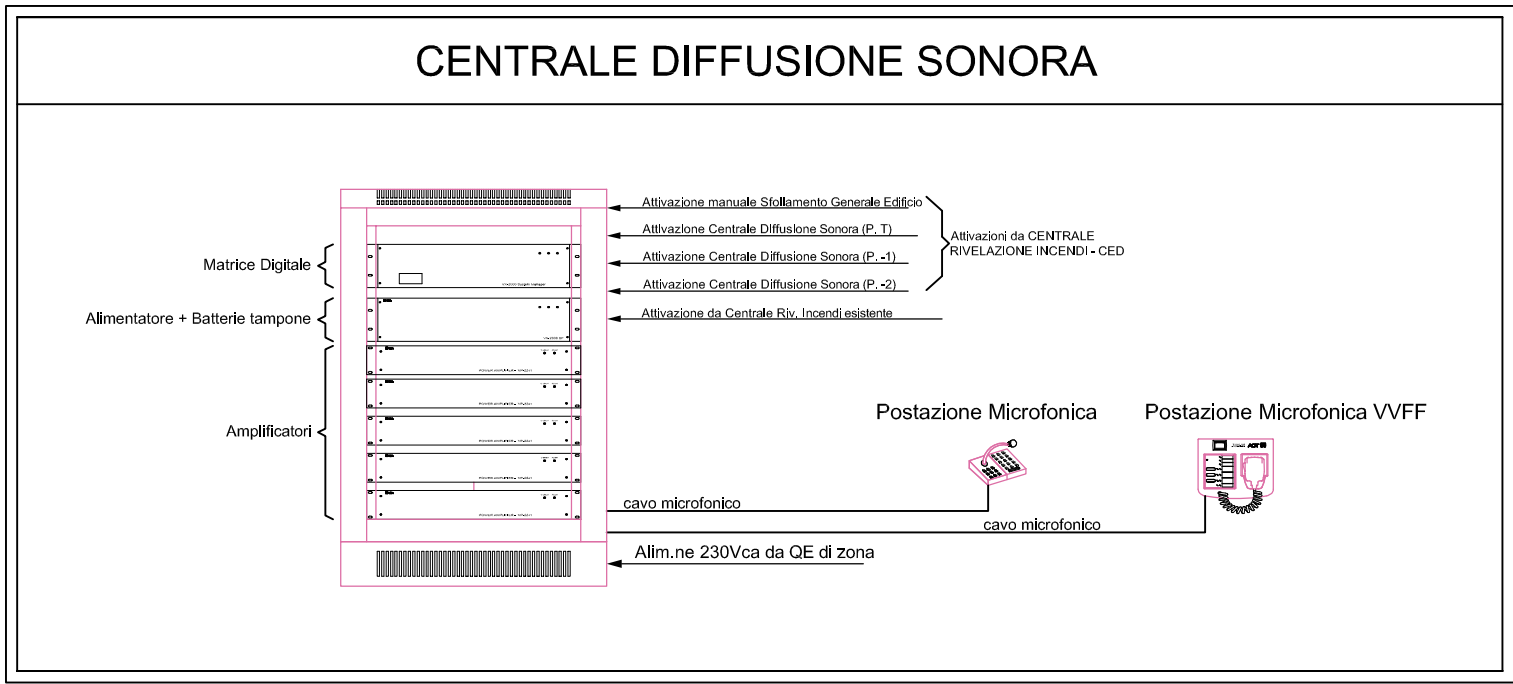 CENTRALE DIFFUSIONE SONORA
Attivazione manuale Sfollamento Generale Edificio
Attivazione Centrale Diffusione Sonora (P. T)
Attivazione Centrale Diffusione Sonora (P. -1)
Attivazione Centrale Diffusione Sonora (P. -2)
Attivazione da Centrale Riv. Incendi esistente
Attivazioni da CENTRALE
RIVELAZIONE INCENDI - CED
Matrice Digitale
Alimentatore + Batterie tampone
Amplificatori
Postazione Microfonica
Postazione Microfonica VVFF
cavo microfonico
cavo microfonico
Alim.ne 230Vca da QE di zona